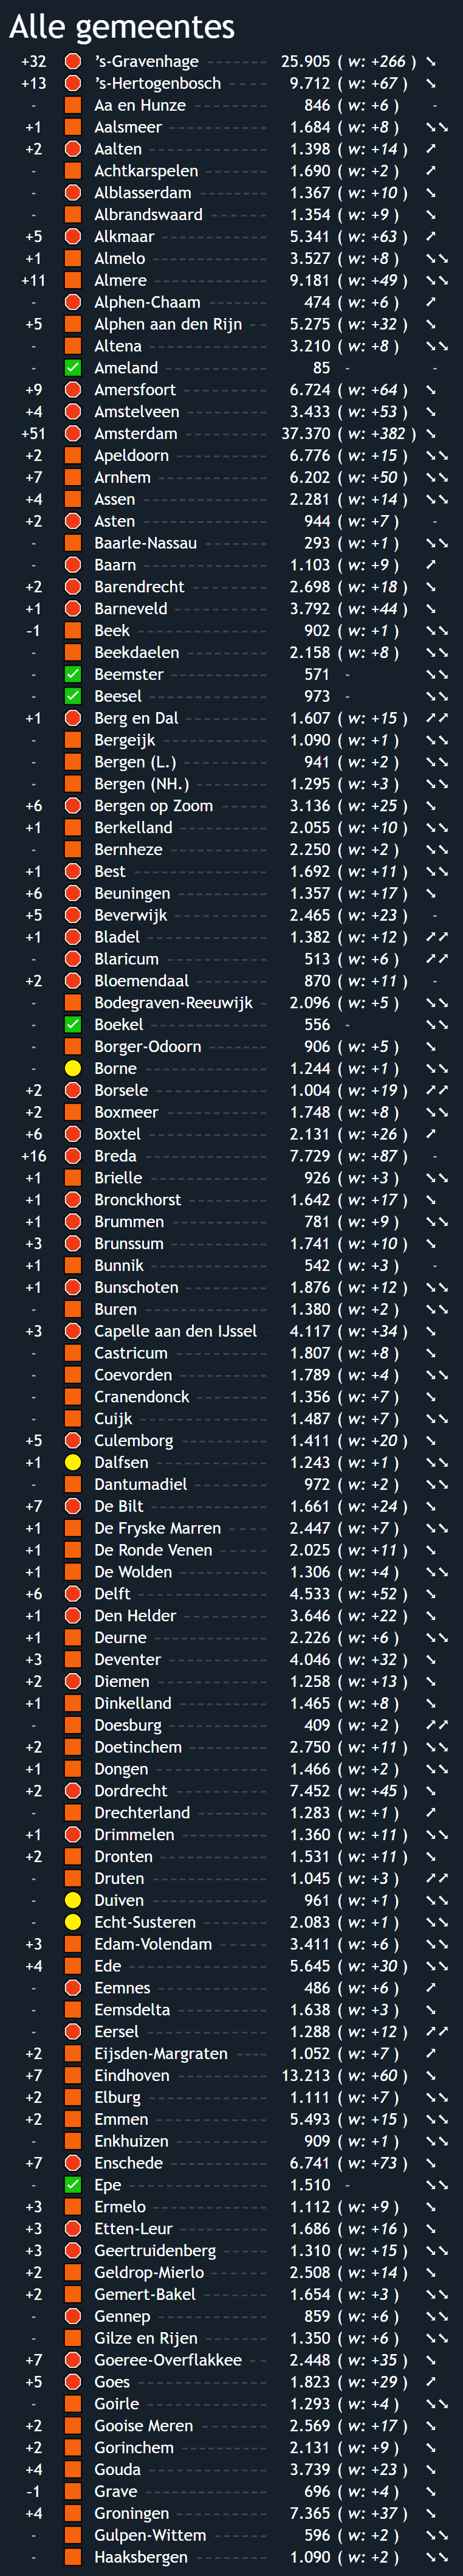 Alle gemeentes
+32 's-Gravenhage 25.905 ( w: +266 ) ➘
+13 's-Hertogenbosch 9.712 ( w: +67 ) ➘
- Aa en Hunze 846 ( w: +6 ) -
+1 Aalsmeer 1.684 ( w: +8 ) ➘➘
+2 Aalten 1.398 ( w: +14 ) ➚
- Achtkarspelen 1.690 ( w: +2 ) ➚
- Alblasserdam 1.367 ( w: +10 ) ➘
- Albrandswaard 1.354 ( w: +9 ) ➘
+5 Alkmaar 5.341 ( w: +63 ) ➚
+1 Almelo 3.527 ( w: +8 ) ➘➘
+11 Almere 9.181 ( w: +49 ) ➘➘
- Alphen-Chaam 474 ( w: +6 ) ➚
+5 Alphen aan den Rijn 5.275 ( w: +32 ) ➘
- Altena 3.210 ( w: +8 ) ➘➘
- Ameland 85 - -
+9 Amersfoort 6.724 ( w: +64 ) ➘
+4 Amstelveen 3.433 ( w: +53 ) ➘
+51 Amsterdam 37.370 ( w: +382 ) ➘
+2 Apeldoorn 6.776 ( w: +15 ) ➘➘
+7 Arnhem 6.202 ( w: +50 ) ➘➘
+4 Assen 2.281 ( w: +14 ) ➘➘
+2 Asten 944 ( w: +7 ) -
- Baarle-Nassau 293 ( w: +1 ) ➘➘
- Baarn 1.103 ( w: +9 ) ➚
+2 Barendrecht 2.698 ( w: +18 ) ➘
+1 Barneveld 3.792 ( w: +44 ) ➘
-1 Beek 902 ( w: +1 ) ➘➘
- Beekdaelen 2.158 ( w: +8 ) ➘➘
- Beemster 571 - ➘➘
- Beesel 973 - ➘➘
+1 Berg en Dal 1.607 ( w: +15 ) ➚➚
- Bergeijk 1.090 ( w: +1 ) ➘➘
- Bergen (L.) 941 ( w: +2 ) ➘➘
- Bergen (NH.) 1.295 ( w: +3 ) ➘➘
+6 Bergen op Zoom 3.136 ( w: +25 ) ➘
+1 Berkelland 2.055 ( w: +10 ) ➘➘
- Bernheze 2.250 ( w: +2 ) ➘➘
+1 Best 1.692 ( w: +11 ) ➘➘
+6 Beuningen 1.357 ( w: +17 ) ➘
+5 Beverwijk 2.465 ( w: +23 ) -
+1 Bladel 1.382 ( w: +12 ) ➚➚
- Blaricum 513 ( w: +6 ) ➚➚
+2 Bloemendaal 870 ( w: +11 ) -
- Bodegraven-Reeuwijk 2.096 ( w: +5 ) ➘➘
- Boekel 556 - ➘➘
- Borger-Odoorn 906 ( w: +5 ) ➘
- Borne 1.244 ( w: +1 ) ➘➘
+2 Borsele 1.004 ( w: +19 ) ➚➚
+2 Boxmeer 1.748 ( w: +8 ) ➘➘
+6 Boxtel 2.131 ( w: +26 ) ➚
+16 Breda 7.729 ( w: +87 ) -
+1 Brielle 926 ( w: +3 ) ➘➘
+1 Bronckhorst 1.642 ( w: +17 ) ➘
+1 Brummen 781 ( w: +9 ) ➘➘
+3 Brunssum 1.741 ( w: +10 ) ➘
+1 Bunnik 542 ( w: +3 ) -
+1 Bunschoten 1.876 ( w: +12 ) ➘➘
- Buren 1.380 ( w: +2 ) ➘➘
+3 Capelle aan den IJssel 4.117 ( w: +34 ) ➘
- Castricum 1.807 ( w: +8 ) ➘
- Coevorden 1.789 ( w: +4 ) ➘➘
- Cranendonck 1.356 ( w: +7 ) ➘
- Cuijk 1.487 ( w: +7 ) ➘➘
+5 Culemborg 1.411 ( w: +20 ) ➘
+1 Dalfsen 1.243 ( w: +1 ) ➘➘
- Dantumadiel 972 ( w: +2 ) ➘➘
+7 De Bilt 1.661 ( w: +24 ) ➘
+1 De Fryske Marren 2.447 ( w: +7 ) ➘➘
+1 De Ronde Venen 2.025 ( w: +11 ) ➘
+1 De Wolden 1.306 ( w: +4 ) ➘➘
+6 Delft 4.533 ( w: +52 ) ➘
+1 Den Helder 3.646 ( w: +22 ) ➘
+1 Deurne 2.226 ( w: +6 ) ➘➘
+3 Deventer 4.046 ( w: +32 ) ➘
+2 Diemen 1.258 ( w: +13 ) ➘
+1 Dinkelland 1.465 ( w: +8 ) ➘
- Doesburg 409 ( w: +2 ) ➚➚
+2 Doetinchem 2.750 ( w: +11 ) ➘➘
+1 Dongen 1.466 ( w: +2 ) ➘➘
+2 Dordrecht 7.452 ( w: +45 ) ➘
- Drechterland 1.283 ( w: +1 ) ➚
+1 Drimmelen 1.360 ( w: +11 ) ➘➘
+2 Dronten 1.531 ( w: +11 ) ➘
- Druten 1.045 ( w: +3 ) ➚➚
- Duiven 961 ( w: +1 ) ➘➘
- Echt-Susteren 2.083 ( w: +1 ) ➘➘
+3 Edam-Volendam 3.411 ( w: +6 ) ➘➘
+4 Ede 5.645 ( w: +30 ) ➘➘
- Eemnes 486 ( w: +6 ) ➚
- Eemsdelta 1.638 ( w: +3 ) ➘
- Eersel 1.288 ( w: +12 ) ➚➚
+2 Eijsden-Margraten 1.052 ( w: +7 ) ➚
+7 Eindhoven 13.213 ( w: +60 ) ➘
+2 Elburg 1.111 ( w: +7 ) ➘➘
+2 Emmen 5.493 ( w: +15 ) ➘➘
- Enkhuizen 909 ( w: +1 ) ➘➘
+7 Enschede 6.741 ( w: +73 ) ➘
- Epe 1.510 - ➘➘
+3 Ermelo 1.112 ( w: +9 ) ➘
+3 Etten-Leur 1.686 ( w: +16 ) ➘
+3 Geertruidenberg 1.310 ( w: +15 ) ➘➘
+2 Geldrop-Mierlo 2.508 ( w: +14 ) ➘
+2 Gemert-Bakel 1.654 ( w: +3 ) ➘➘
- Gennep 859 ( w: +6 ) ➘➘
- Gilze en Rijen 1.350 ( w: +6 ) ➘➘
+7 Goeree-Overflakkee 2.448 ( w: +35 ) ➘
+5 Goes 1.823 ( w: +29 ) ➚
- Goirle 1.293 ( w: +4 ) ➘➘
+2 Gooise Meren 2.569 ( w: +17 ) ➘
+2 Gorinchem 2.131 ( w: +9 ) ➘
+4 Gouda 3.739 ( w: +23 ) ➘
-1 Grave 696 ( w: +4 ) ➘
+4 Groningen 7.365 ( w: +37 ) ➘
- Gulpen-Wittem 596 ( w: +2 ) ➘➘
- Haaksbergen 1.090 ( w: +2 ) ➘➘